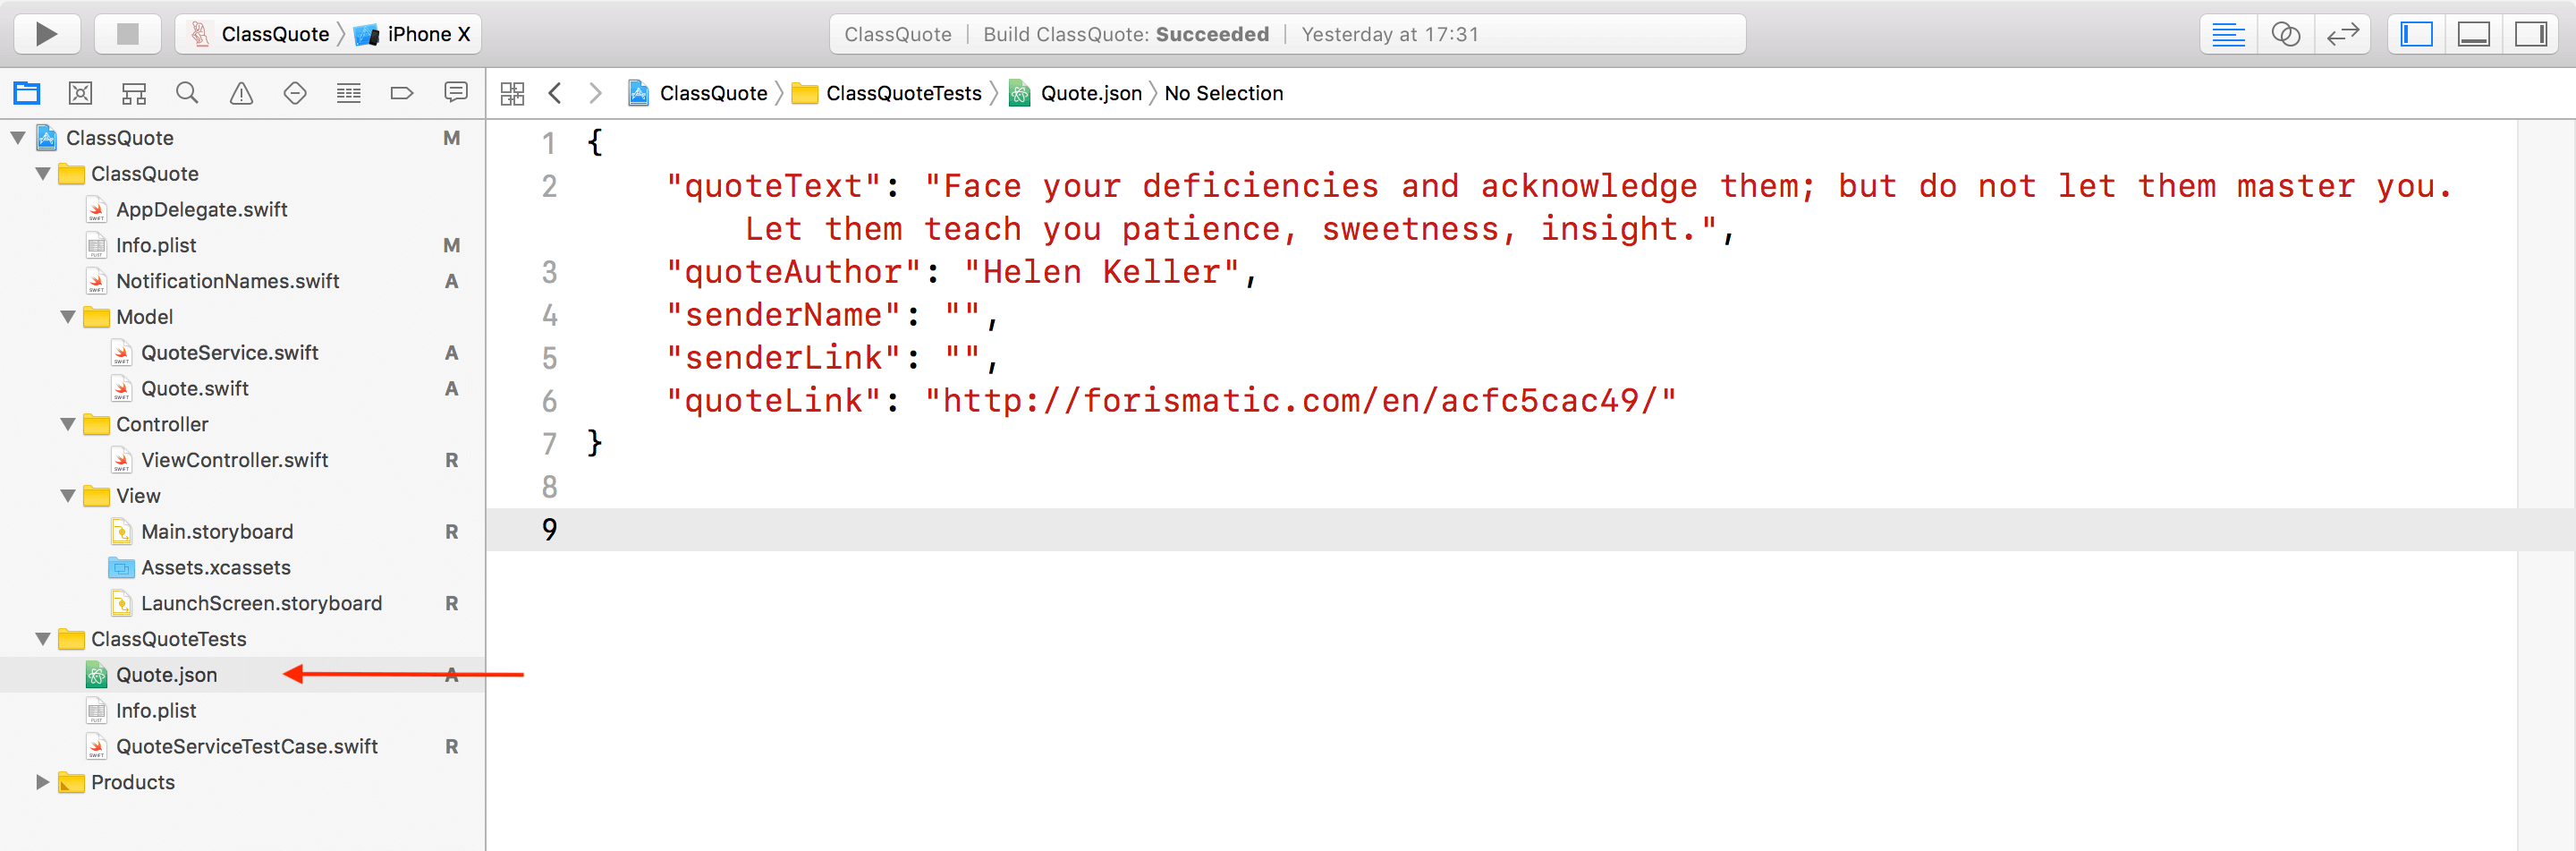 ClassQuote iPhone X
ClassQuote | Build ClassQuote: Succeeded | Yesterday at 17:31
ClassQuote ClassQuoteTests Quote.json No Selection
ClassQuote M
ClassQuote
AppDelegate.swift
Info.plist M
NotificationNames.swift A
Model
QuoteService.swift A
Quote.swift A
Controller
ViewController.swift R
View
Main.storyboard R
Assets.xcassets
LaunchScreen.storyboard R
ClassQuoteTests
Quote.json A
Info.plist
QuoteServiceTestCase.swift R
Products
1 {
2 "quoteText": "Face your deficiencies and acknowledge them; but do not let them master you.
Let them teach you patience, sweetness, insight.",
3 "quoteAuthor": "Helen Keller",
4 "senderName": "",
5 "senderLink": "",
6 "quoteLink": "http://forismatic.com/en/acfc5cac49/"
7 }
8
9